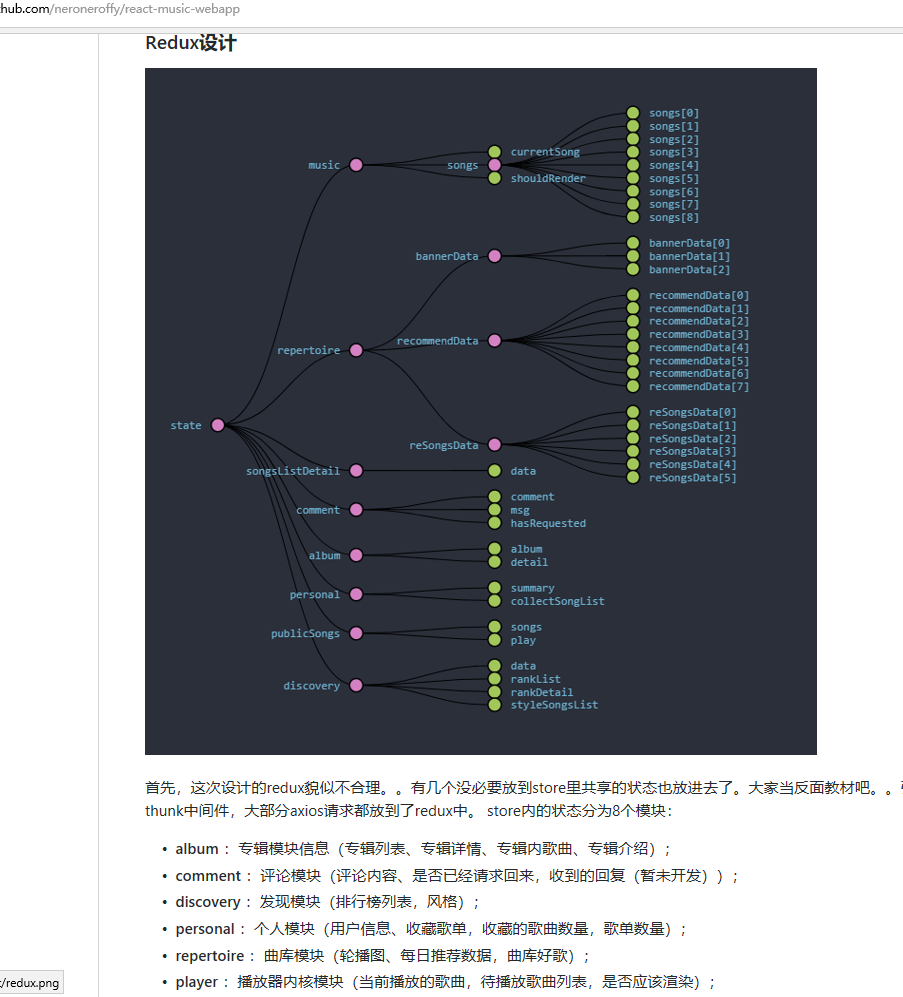 hub.com/neroneroffy/react-music-webapp
Redux设计
music
currentSong
songs
shouldRender
songs[0]
songs[1]
songs[2]
songs[3]
songs[4]
songs[5]
songs[6]
songs[7]
songs[8]
repertoire
bannerData
bannerData[0]
bannerData[1]
bannerData[2]
recommendData
recommendData[0]
recommendData[1]
recommendData[2]
recommendData[3]
recommendData[4]
recommendData[5]
recommendData[6]
recommendData[7]
reSongsData
reSongsData[0]
reSongsData[1]
reSongsData[2]
reSongsData[3]
reSongsData[4]
reSongsData[5]
state
songsListDetail
data
comment
comment
msg
hasRequested
album
album
detail
personal
summary
collectSongList
publicSongs
songs
play
discovery
data
rankList
rankDetail
styleSongsList
首先，这次设计的redux貌似不合理。。有几个没必要放到store里共享的状态也放进去了。大家当反面教材吧。。
thunk中间件，大部分axios请求都放到了redux中。 store内的状态分为8个模块：
• album ：专辑模块信息（专辑列表、专辑详情、专辑内歌曲、专辑介绍）；
• comment ：评论模块（评论内容、是否已经请求回来，收到的回复（暂未开发））；
• discovery ：发现模块（排行榜列表，风格）；
• personal ：个人模块（用户信息、收藏歌单，收藏的歌曲数量，歌单数量）；
• repertoire ：曲库模块（轮播图、每日推荐数据，曲库好歌）；
• player ：播放器内核模块（当前播放的歌曲，待播放歌曲列表，是否应该渲染）；
/redux.png